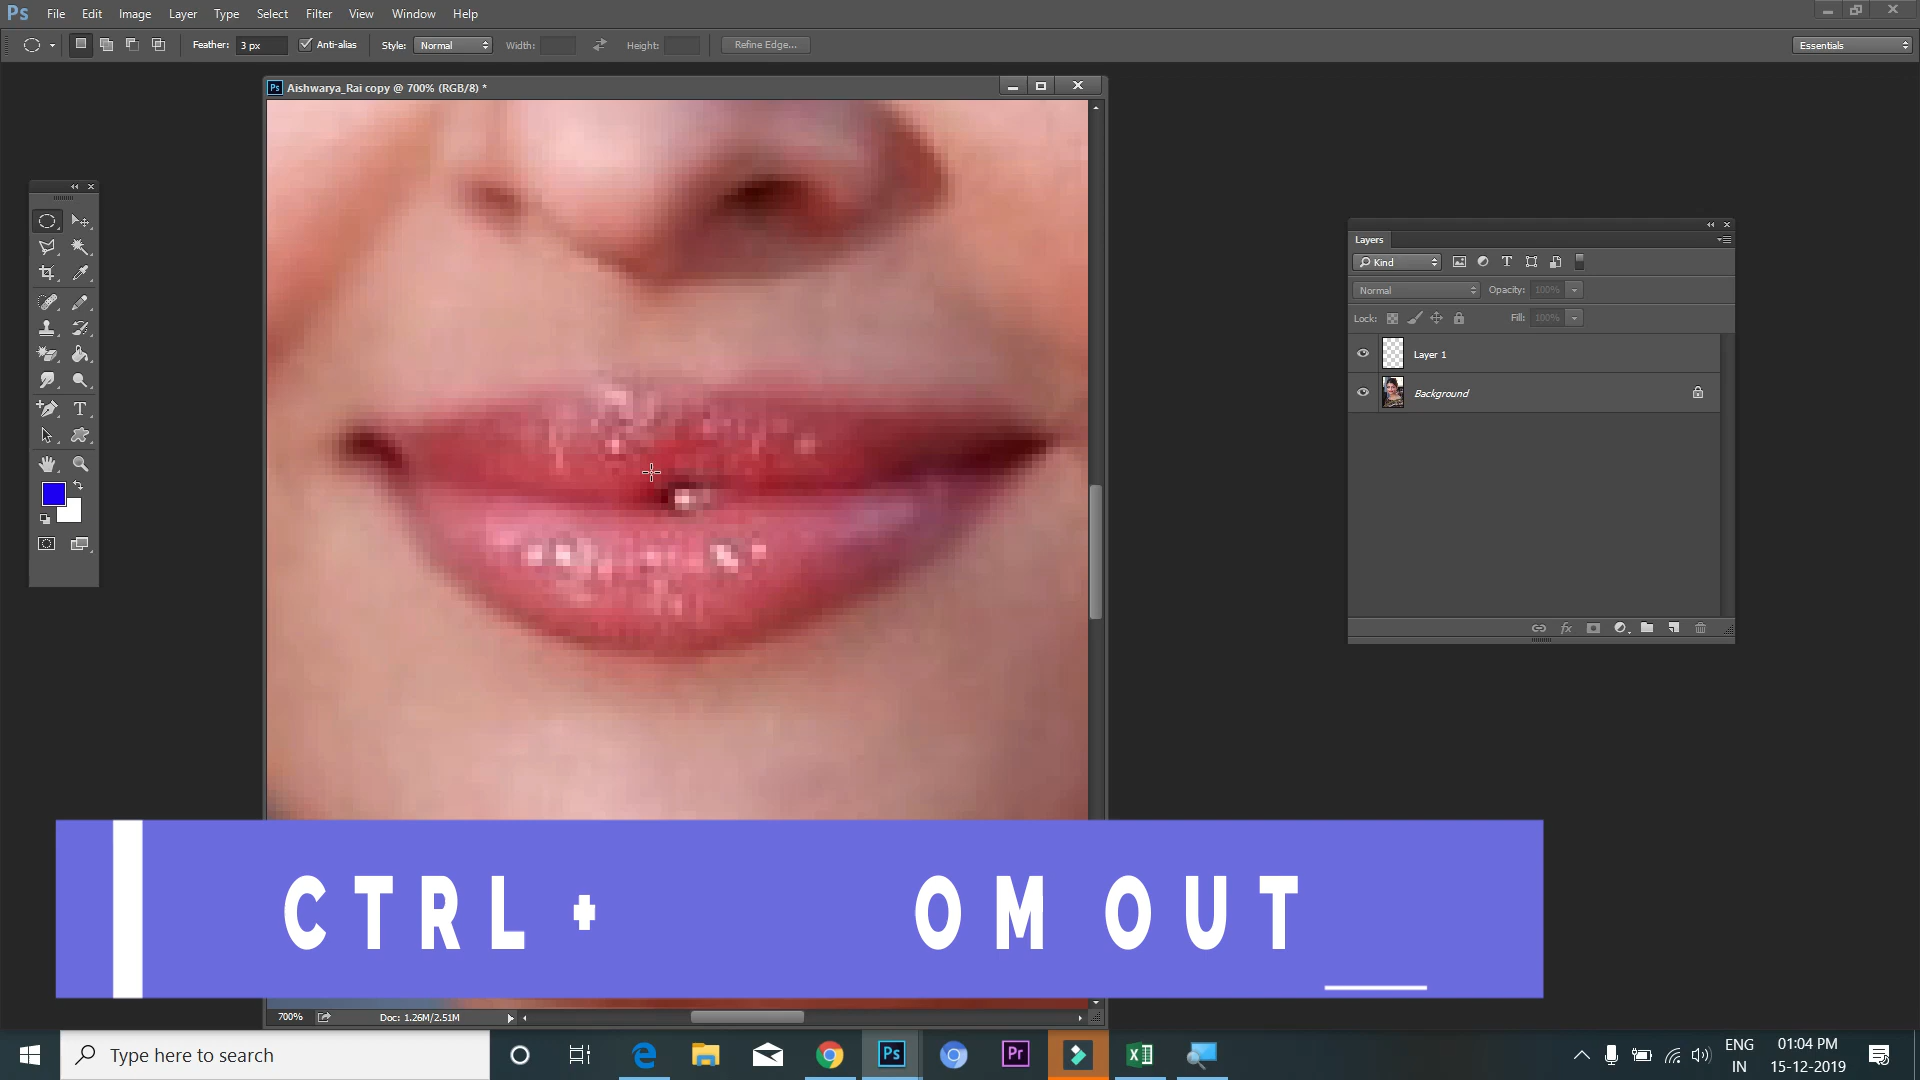 Ps File Edit Image Layer Type Select Filter View Window Help
Feather: 3 px Anti-alias Style: Normal Width: Height: Refine Edge... Essentials
Ps Aishwarya_Rai copy @ 700% (RGB/8) *
Layers
Kind
Normal Opacity: 100%
Lock: Fill: 100%
Layer 1
Background
CTRL+ OM OUT
700% Doc: 1.26M/2.51M
Type here to search
Ps
Pr
ENG
IN
01:04 PM
15-12-2019